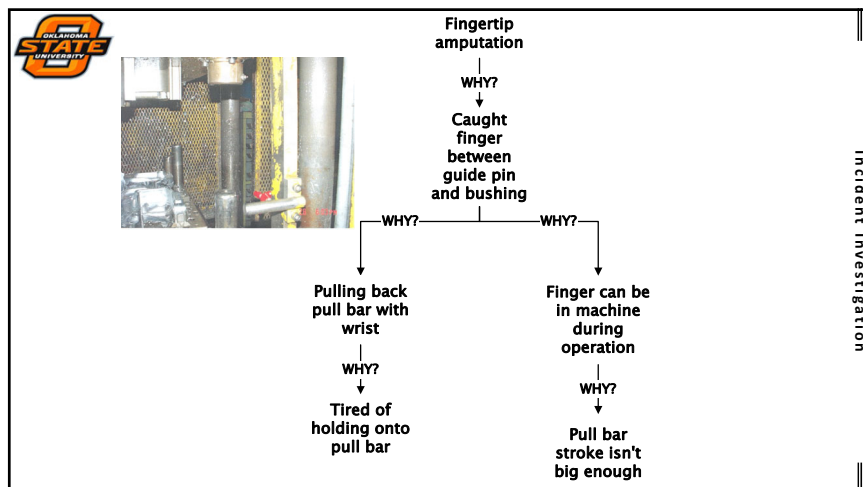 OKLAHOMA
STATE
UNIVERSITY
Fingertip
amputation
WHY?
Caught
finger
between
guide pin
and bushing
WHY?
WHY?
Pulling back
pull bar with
wrist
WHY?
Tired of
holding onto
pull bar
Finger can be
in machine
during
operation
WHY?
Pull bar
stroke isn't
big enough
Incident Investigation